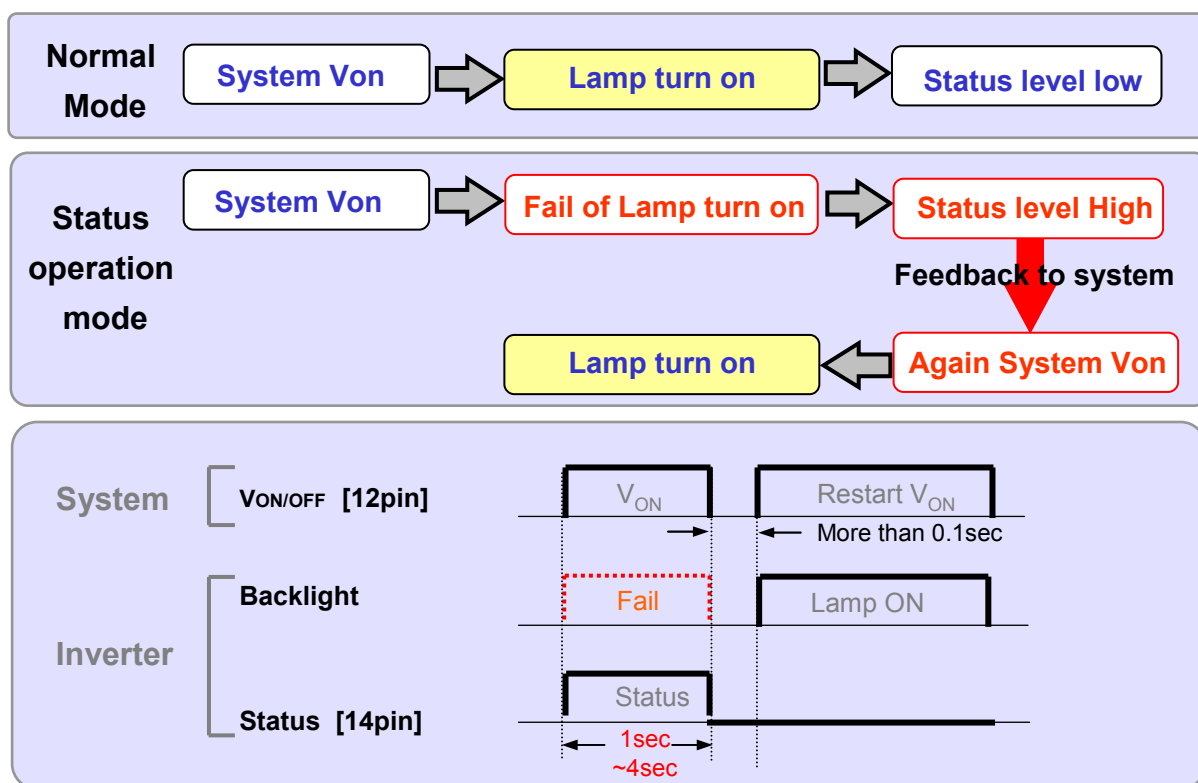 Normal
Mode
System Von
Lamp turn on
Status level low
Status
operation
mode
System Von
Fail of Lamp turn on
Status level High
Feedback to system
Lamp turn on
Again System Von
System
VON/OFF [12pin]
VON
Restart VON
More than 0.1sec
Inverter
Backlight
Fail
Lamp ON
Status [14pin]
Status
1sec
~4sec